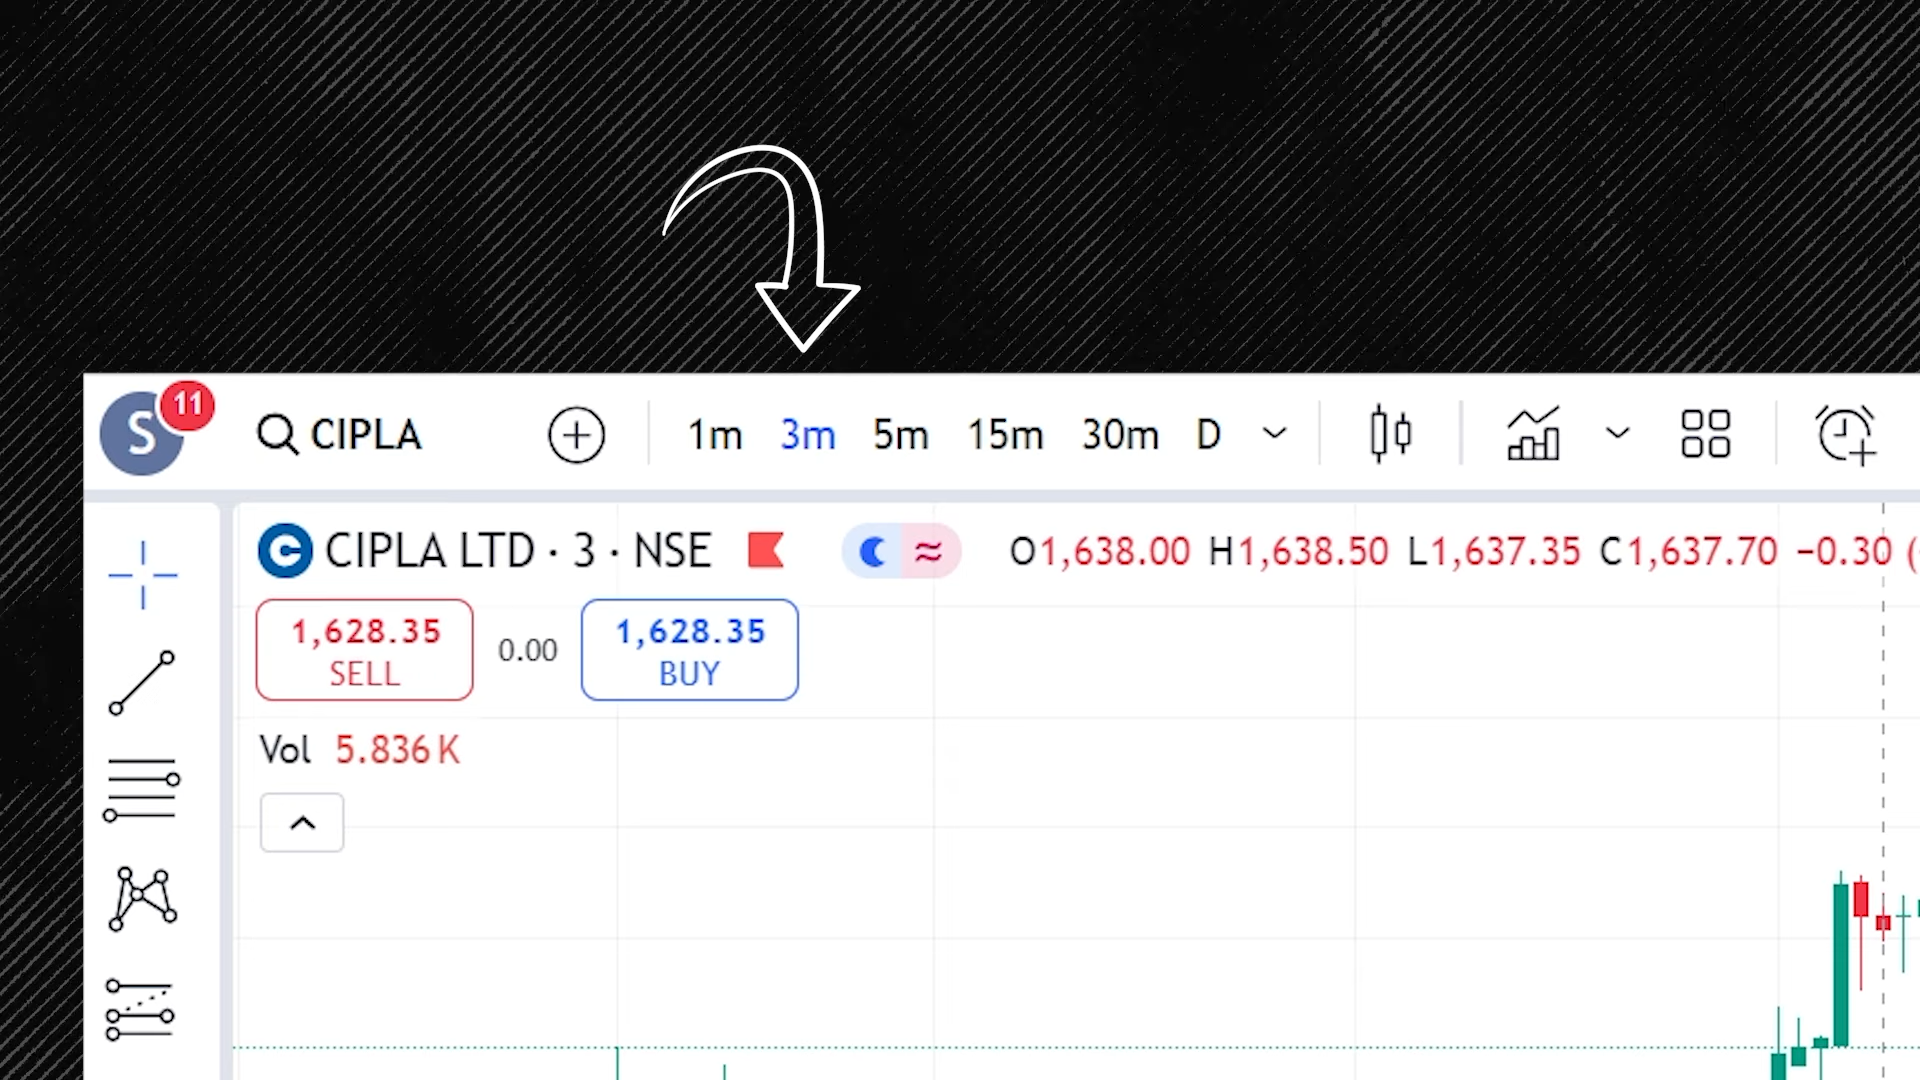 S 11 CIPLA 1m 3m 5m 15m 30m D
CIPLA LTD · 3 · NSE O1,638.00 H1,638.50 L1,637.35 C1,637.70 −0.30 (
1,628.35 0.00 1,628.35
SELL BUY
Vol 5.836 K